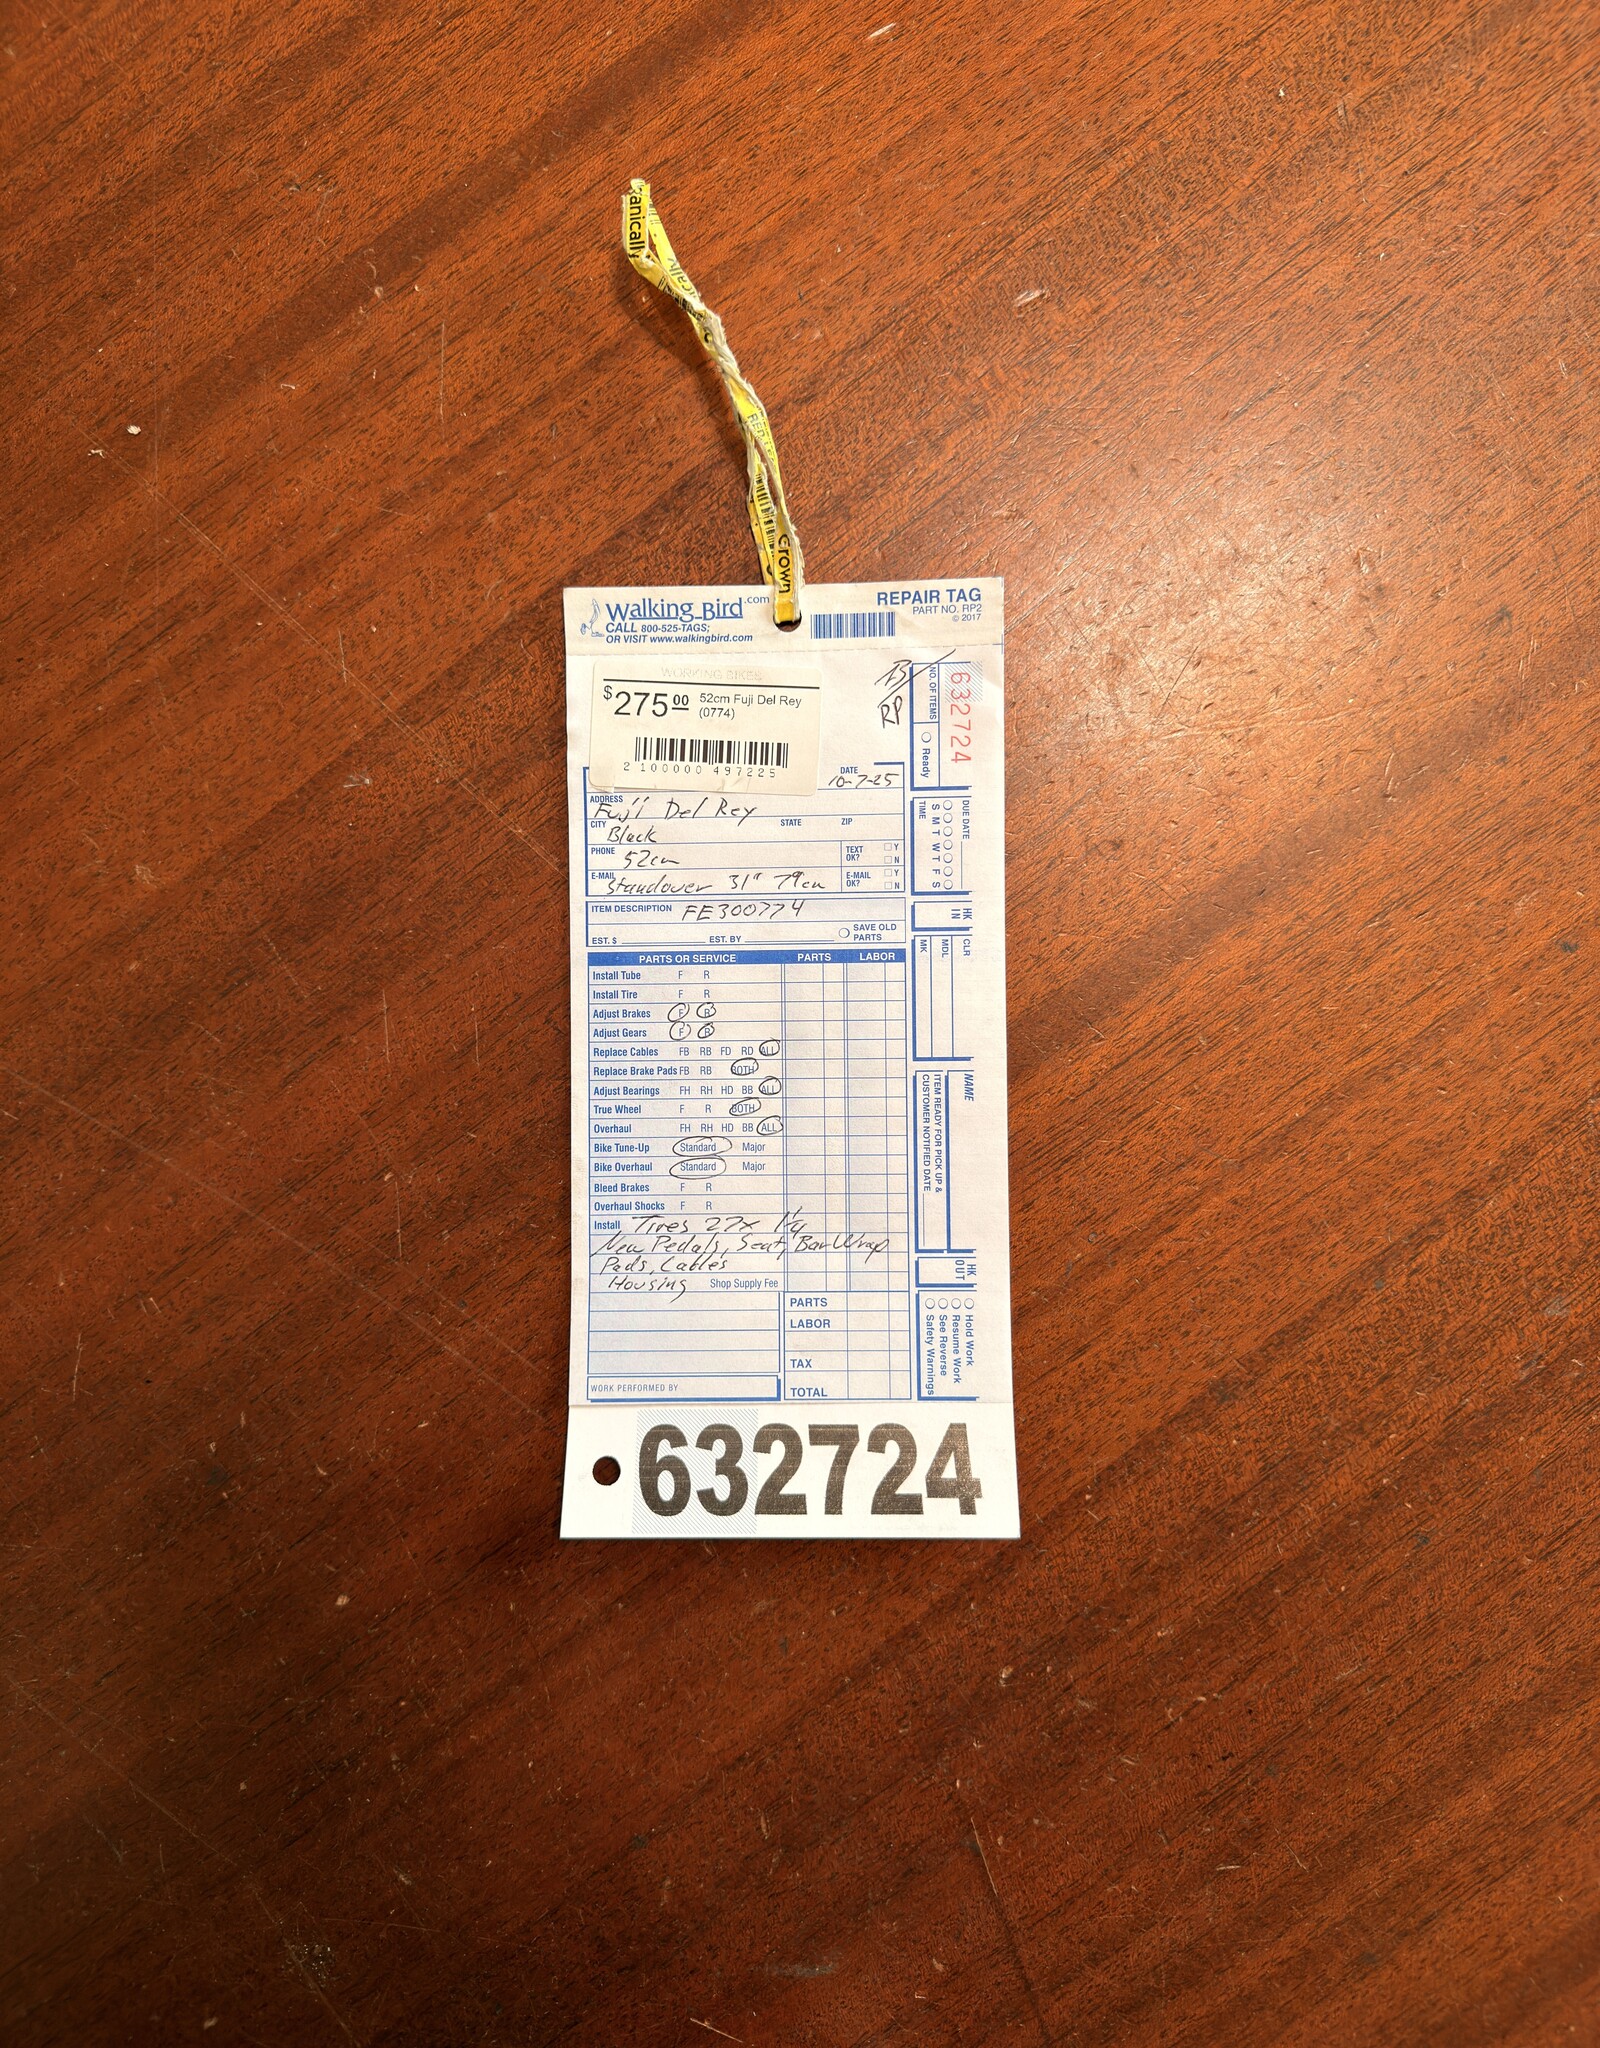 anically
ically
Grown
Walking Bird.com
CALL 800-525-TAGS;
OR VISIT www.walkingbird.com
REPAIR TAG
PART NO. RP2
© 2017
WORKING BIKES
$275.00 52cm Fuji Del Rey
(0774)
2 100000 497225
RP
NO. OF ITEMS
Ready
632724
DATE
10-7-25
ADDRESS
Fuji Del Rey
CITY STATE ZIP
Black
PHONE
52cm
TEXT OK? Y N
E-MAIL
Standover 31" 79cm
E-MAIL OK? Y N
DUE DATE
S M T W T F S
TIME
HK IN
ITEM DESCRIPTION FE300774
EST. $ EST. BY SAVE OLD PARTS
CLR
MDL
MK
PARTS OR SERVICE PARTS LABOR
Install Tube F R
Install Tire F R
Adjust Brakes F R
Adjust Gears F R
Replace Cables FB RB FD RD ALL
Replace Brake Pads FB RB BOTH
Adjust Bearings FH RH HD BB ALL
True Wheel F R BOTH
Overhaul FH RH HD BB ALL
Bike Tune-Up Standard Major
Bike Overhaul Standard Major
Bleed Brakes F R
Overhaul Shocks F R
Install Tires 27x 1 1/4
New Pedals, Seat, Bar Wrap
Pads, Cables
Housing Shop Supply Fee
NAME
ITEM READY FOR PICK UP &
CUSTOMER NOTIFIED DATE
HK OUT
PARTS
LABOR
TAX
TOTAL
WORK PERFORMED BY
Hold Work
Resume Work
See Reverse
Safety Warnings
632724